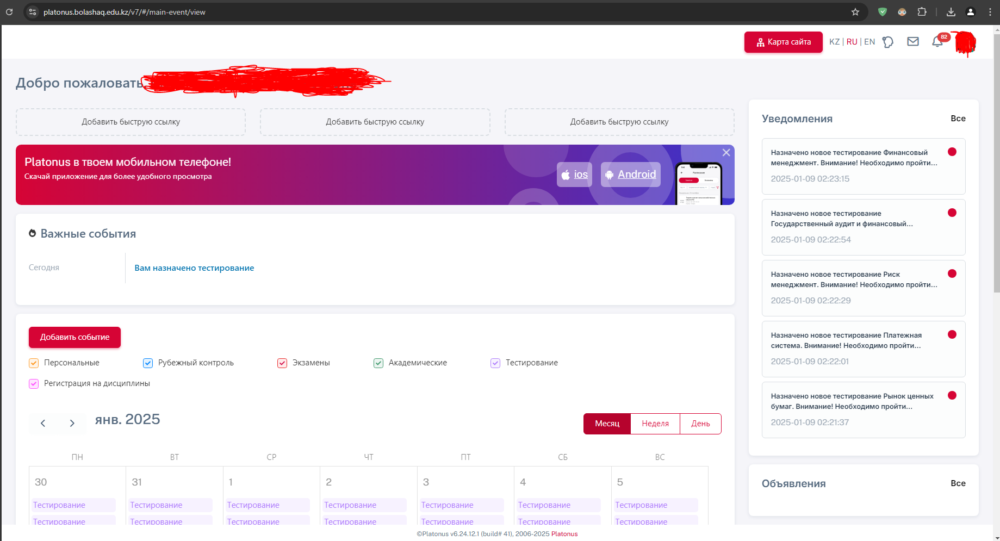 platonus.bolashaq.edu.kz/v7/#/main-event/view
Карта сайта
KZ | RU | EN
82
Добро пожаловать
Добавить быструю ссылку
Добавить быструю ссылку
Добавить быструю ссылку
Platonus в твоем мобильном телефоне!
Скачай приложение для более удобного просмотра
ios
Android
Важные события
Сегодня
Вам назначено тестирование
Добавить событие
Персональные
Рубежный контроль
Экзамены
Академические
Тестирование
Регистрация на дисциплины
янв. 2025
Месяц
Неделя
День
ПН ВТ СР ЧТ ПТ СБ ВС
30 31 1 2 3 4 5
Тестирование Тестирование Тестирование Тестирование Тестирование Тестирование Тестирование
Тестирование Тестирование Тестирование Тестирование Тестирование Тестирование Тестирование
Уведомления
Все
Назначено новое тестирование Финансовый
менеджмент. Внимание! Необходимо пройти...
2025-01-09 02:23:15
Назначено новое тестирование
Государственный аудит и финансовый...
2025-01-09 02:22:54
Назначено новое тестирование Риск
менеджмент. Внимание! Необходимо пройти...
2025-01-09 02:22:29
Назначено новое тестирование Платежная
система. Внимание! Необходимо пройти...
2025-01-09 02:22:01
Назначено новое тестирование Рынок ценных
бумаг. Внимание! Необходимо пройти...
2025-01-09 02:21:37
Объявления
Все
©Platonus v6.24.12.1 (build# 41), 2006-2025 Platonus